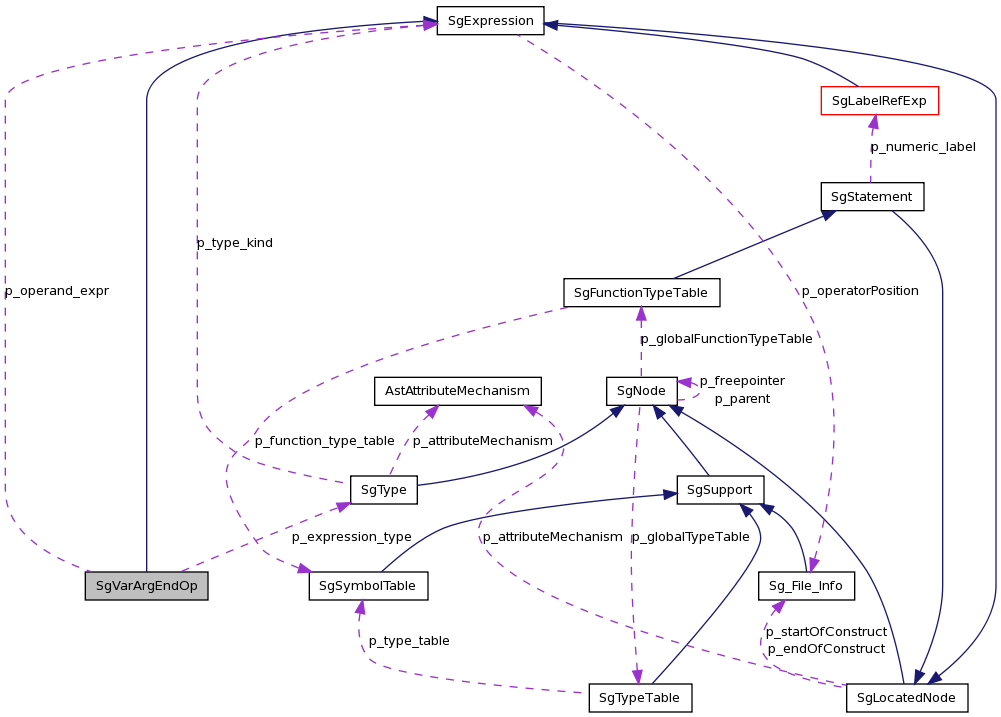 SgExpression
SgLabelRefExp
p_numeric_label
SgStatement
p_type_kind
p_operand_expr
SgFunctionTypeTable
p_operatorPosition
p_globalFunctionTypeTable
AstAttributeMechanism
SgNode
p_freepointer
p_parent
p_function_type_table
p_attributeMechanism
SgType
SgSupport
p_expression_type
p_attributeMechanism
p_globalTypeTable
SgVarArgEndOp
SgSymbolTable
Sg_File_Info
p_type_table
p_startOfConstruct
p_endOfConstruct
SgTypeTable
SgLocatedNode